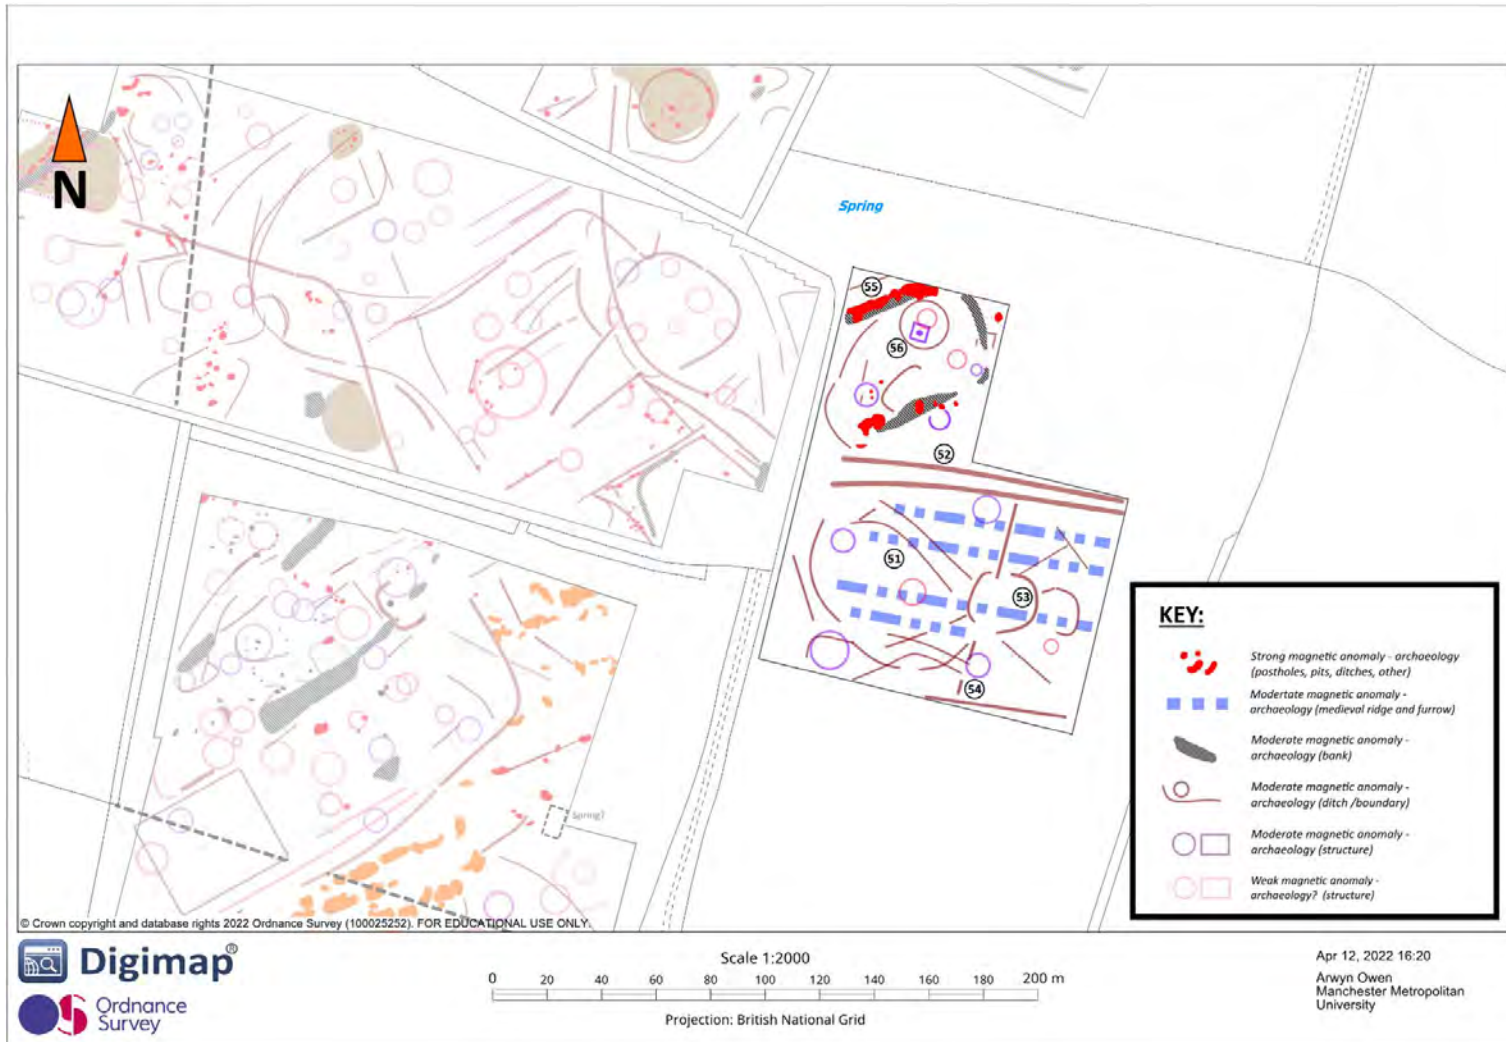 N
Spring
55
56
52
51
53
54
Spring?
KEY:
Strong magnetic anomaly - archaeology
(postholes, pits, ditches, other)
Modertate magnetic anomaly -
archaeology (medieval ridge and furrow)
Moderate magnetic anomaly -
archaeology (bank)
Moderate magnetic anomaly -
archaeology (ditch /boundary)
Moderate magnetic anomaly -
archaeology (structure)
Weak magnetic anomaly -
archaeology? (structure)
© Crown copyright and database rights 2022 Ordnance Survey (100025252). FOR EDUCATIONAL USE ONLY.
Digimap®
Ordnance
Survey
Scale 1:2000
0 20 40 60 80 100 120 140 160 180 200 m
Projection: British National Grid
Apr 12, 2022 16:20
Arwyn Owen
Manchester Metropolitan
University